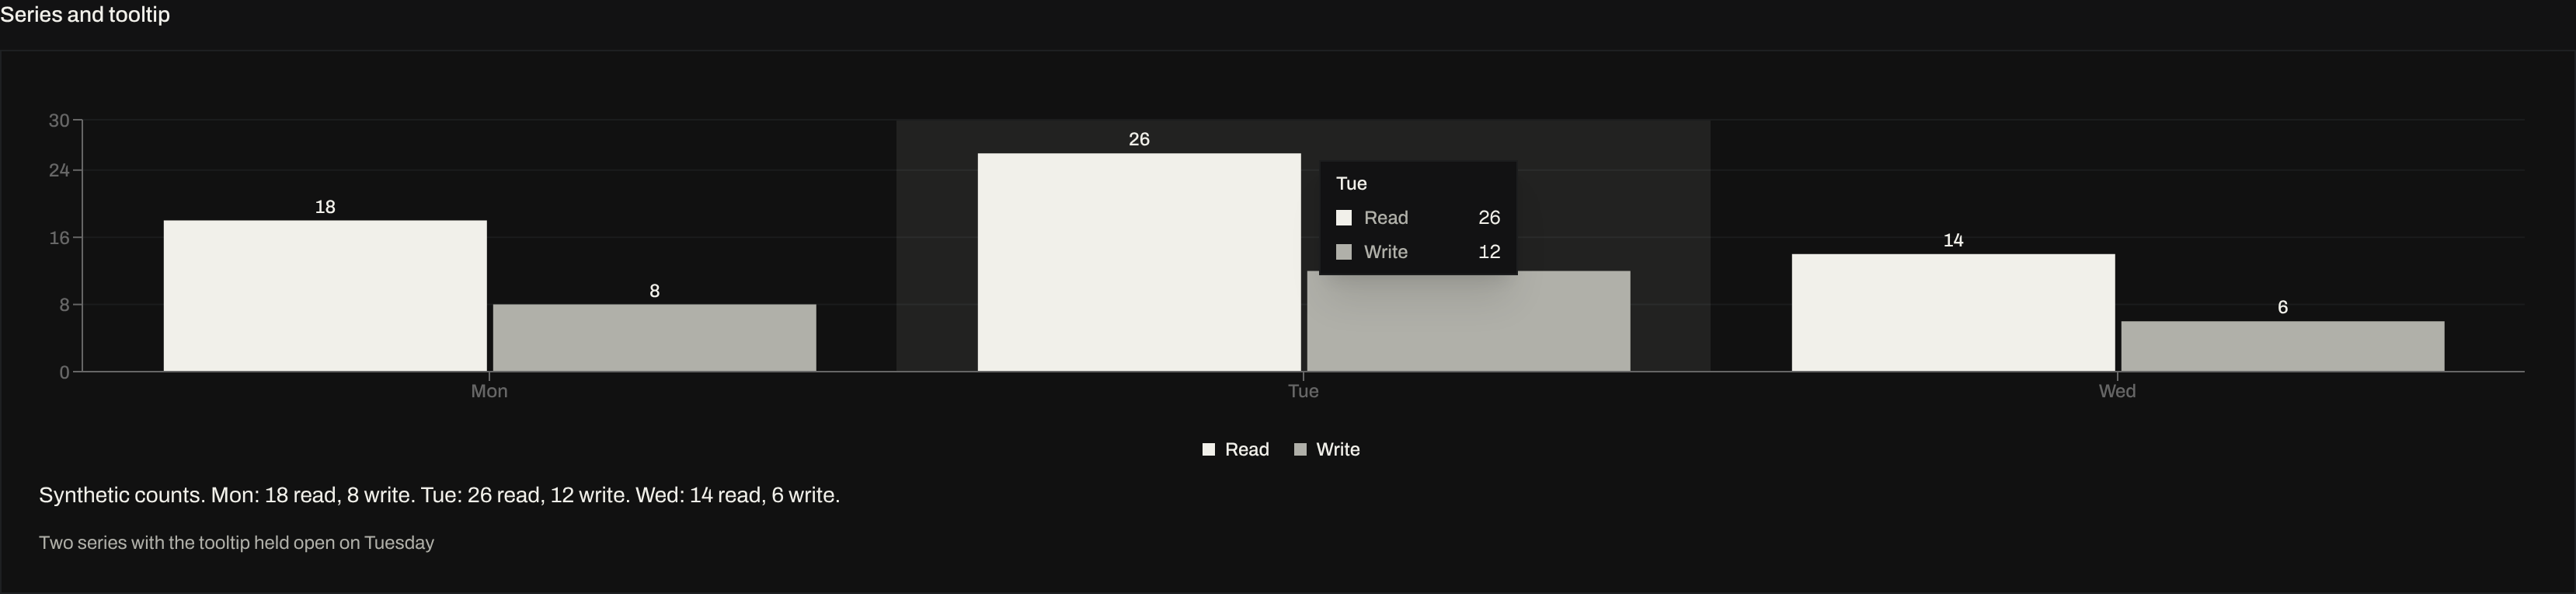 Series and tooltip
30
24
16
8
0
18
8
26
14
6
Tue
Read 26
Write 12
Mon Tue Wed
Read Write
Synthetic counts. Mon: 18 read, 8 write. Tue: 26 read, 12 write. Wed: 14 read, 6 write.
Two series with the tooltip held open on Tuesday